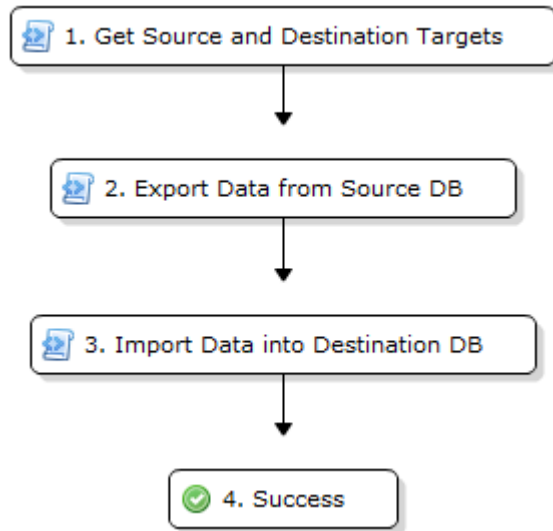 1. Get Source and Destination Targets
2. Export Data from Source DB
3. Import Data into Destination DB
4. Success